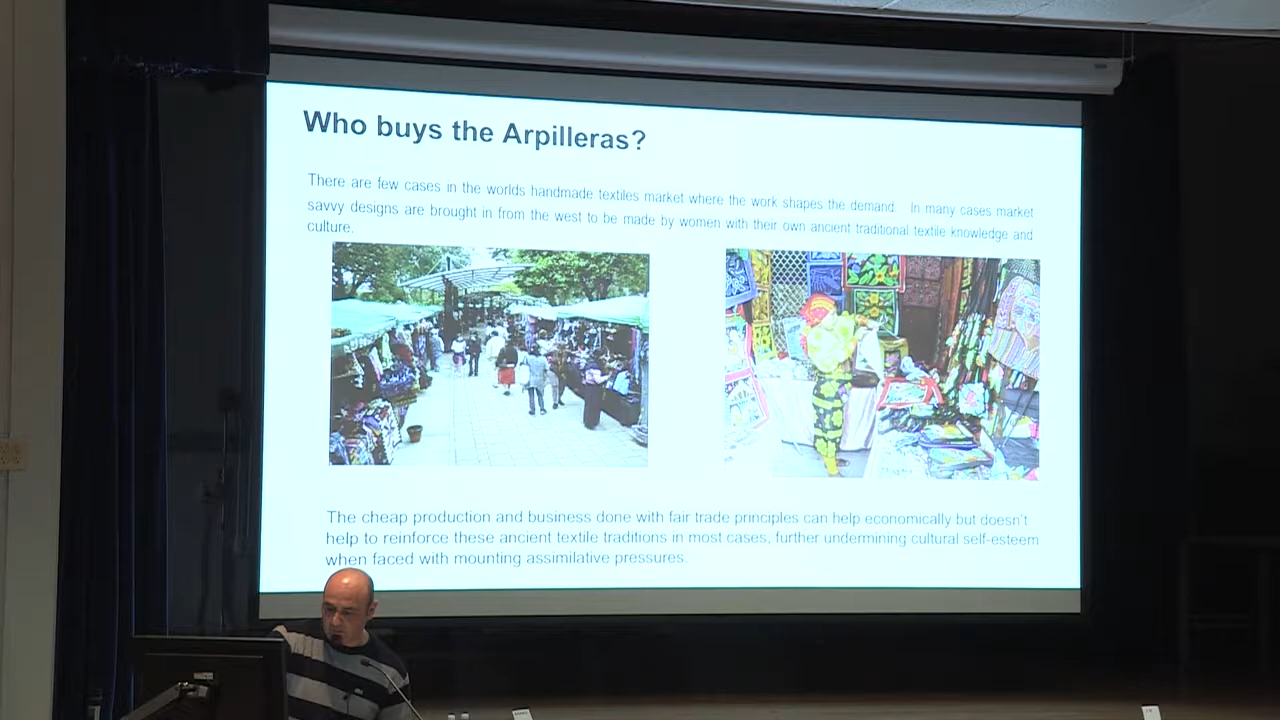 Who buys the Arpilleras?
There are few cases in the worlds handmade textiles market where the work shapes the demand. In many cases market
savvy designs are brought in from the west to be made by women with their own ancient traditional textile knowledge and
culture.
The cheap production and business done with fair trade principles can help economically but doesn't
help to reinforce these ancient textile traditions in most cases, further undermining cultural self-esteem
when faced with mounting assimilative pressures.